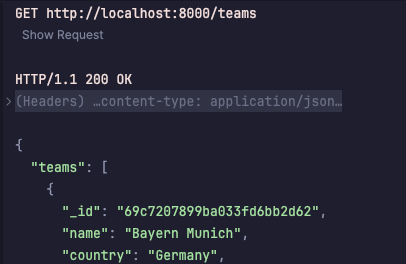 GET http://localhost:8000/teams
Show Request
HTTP/1.1 200 OK
(Headers) …content-type: application/json…
{
"teams": [
{
"_id": "69c7207899ba033fd6bb2d62",
"name": "Bayern Munich",
"country": "Germany",